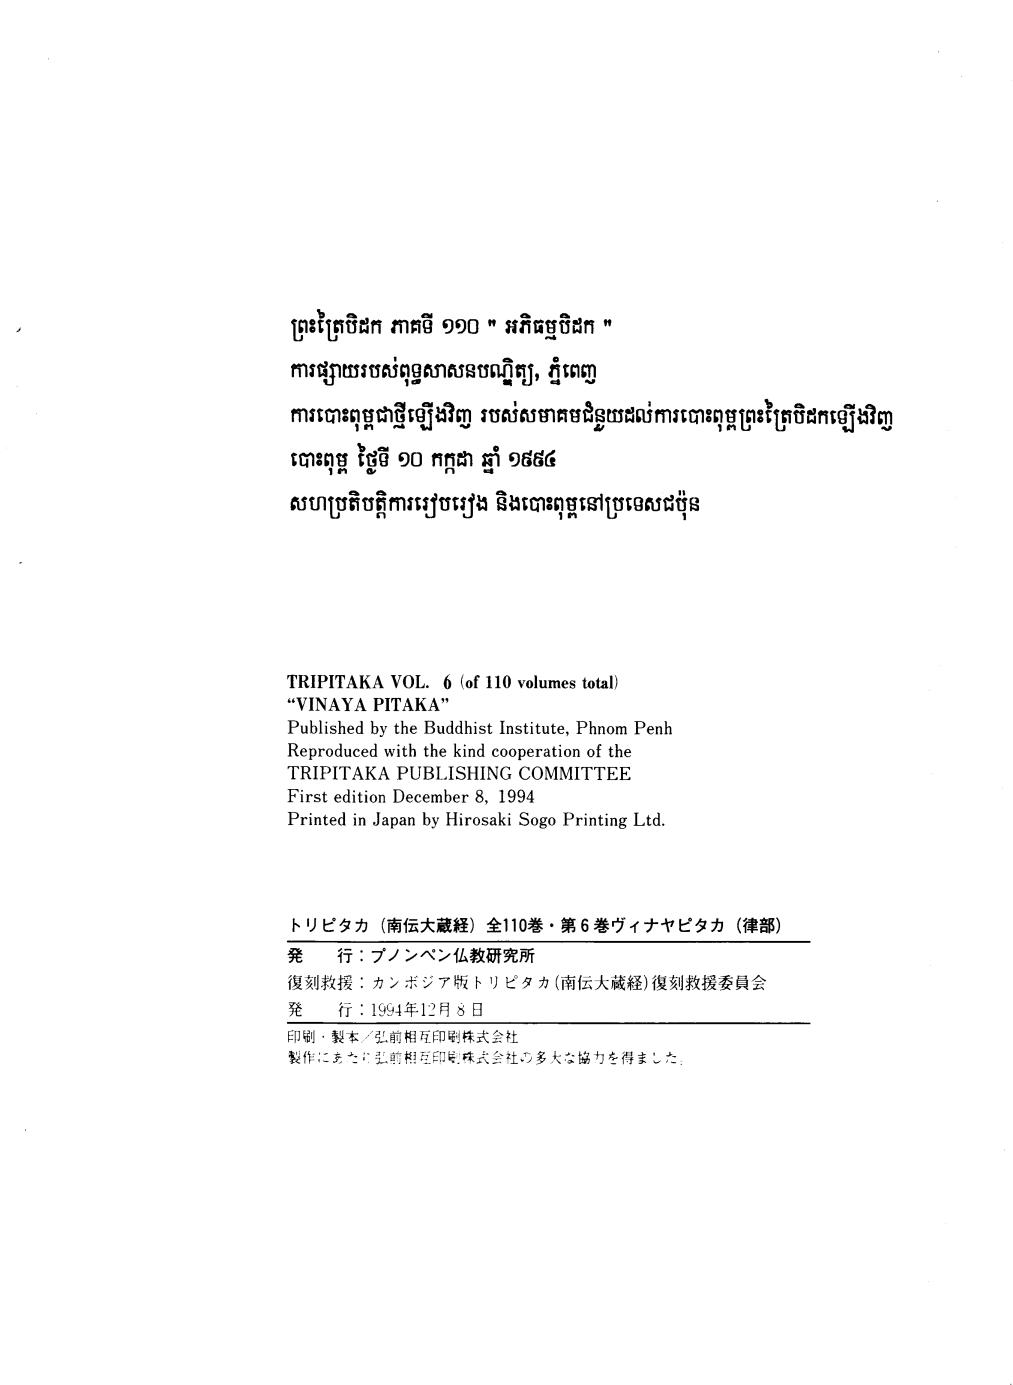 ព្រះត្រៃបិដក ភាគទី ១១០ " អភិធម្មបិដក "
ការផ្សាយរបស់ពុទ្ធសាសនបណ្ឌិត្យ, ភ្នំពេញ
ការបោះពុម្ពជាថ្មីឡើងវិញ របស់សមាគមជំនួយដល់ការបោះពុម្ពព្រះត្រៃបិដកឡើងវិញ
បោះពុម្ព ថ្ងៃទី ១០ កក្កដា ឆ្នាំ ១៩៩៤
សហប្រតិបត្តិការរៀបរៀង និងបោះពុម្ពនៅប្រទេសជប៉ុន
TRIPITAKA VOL. 6 (of 110 volumes total)
“VINAYA PITAKA”
Published by the Buddhist Institute, Phnom Penh
Reproduced with the kind cooperation of the
TRIPITAKA PUBLISHING COMMITTEE
First edition December 8, 1994
Printed in Japan by Hirosaki Sogo Printing Ltd.
トリピタカ（南伝大蔵経）全110巻・第6巻ヴィナヤピタカ（律部）
発　　行：プノンペン仏教研究所
復刻救援：カンボジア版トリピタカ(南伝大蔵経)復刻救援委員会
発　　行：1994年12月8日
印刷・製本／弘前相互印刷株式会社
製作にあたり弘前相互印刷株式会社の多大な協力を得ました。